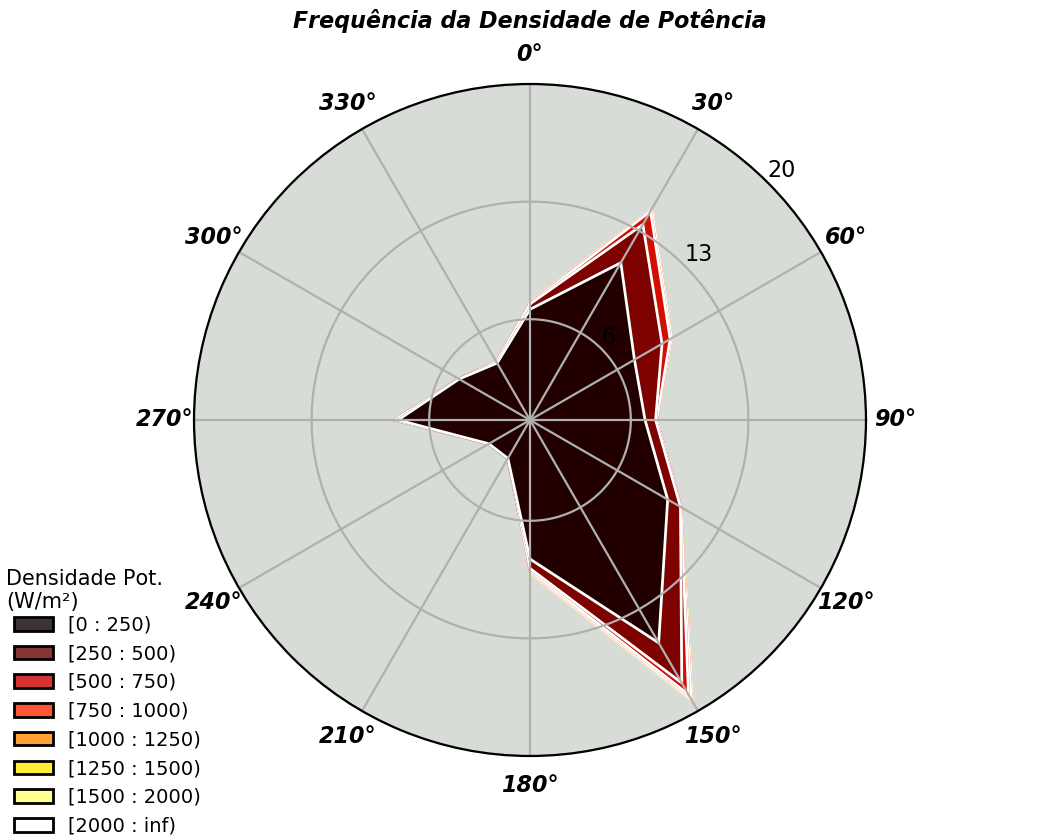 Frequência da Densidade de Potência
0°
330°
30°
20
300°
60°
13
6
270°
90°
Densidade Pot.
(W/m²)
240°
120°
[0 : 250)
[250 : 500)
[500 : 750)
[750 : 1000)
210°
150°
[1000 : 1250)
[1250 : 1500)
180°
[1500 : 2000)
[2000 : inf)